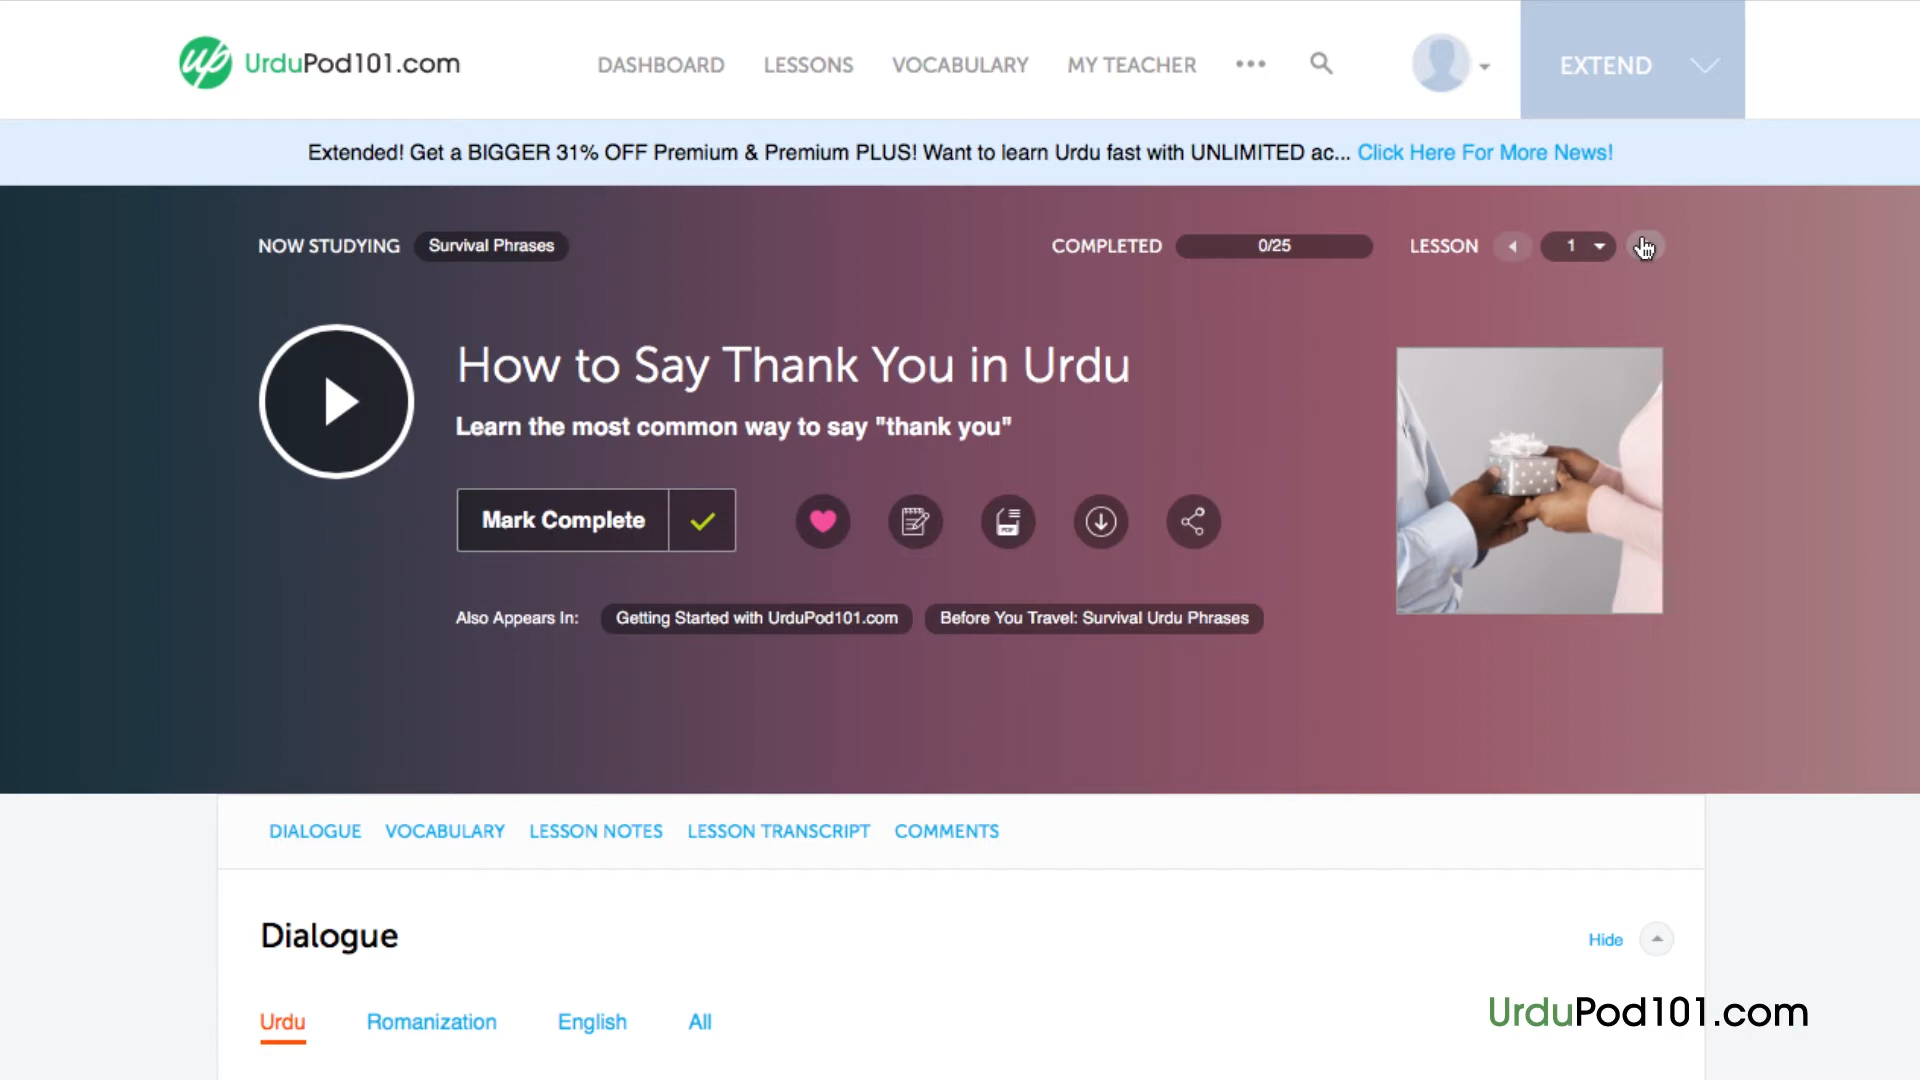 UrduPod101.com
DASHBOARD LESSONS VOCABULARY MY TEACHER
EXTEND
Extended! Get a BIGGER 31% OFF Premium & Premium PLUS! Want to learn Urdu fast with UNLIMITED ac... Click Here For More News!
NOW STUDYING Survival Phrases
COMPLETED 0/25 LESSON 1
How to Say Thank You in Urdu
Learn the most common way to say "thank you"
Mark Complete
PDF
Also Appears In: Getting Started with UrduPod101.com Before You Travel: Survival Urdu Phrases
DIALOGUE VOCABULARY LESSON NOTES LESSON TRANSCRIPT COMMENTS
Dialogue
Hide
Urdu Romanization English All
UrduPod101.com